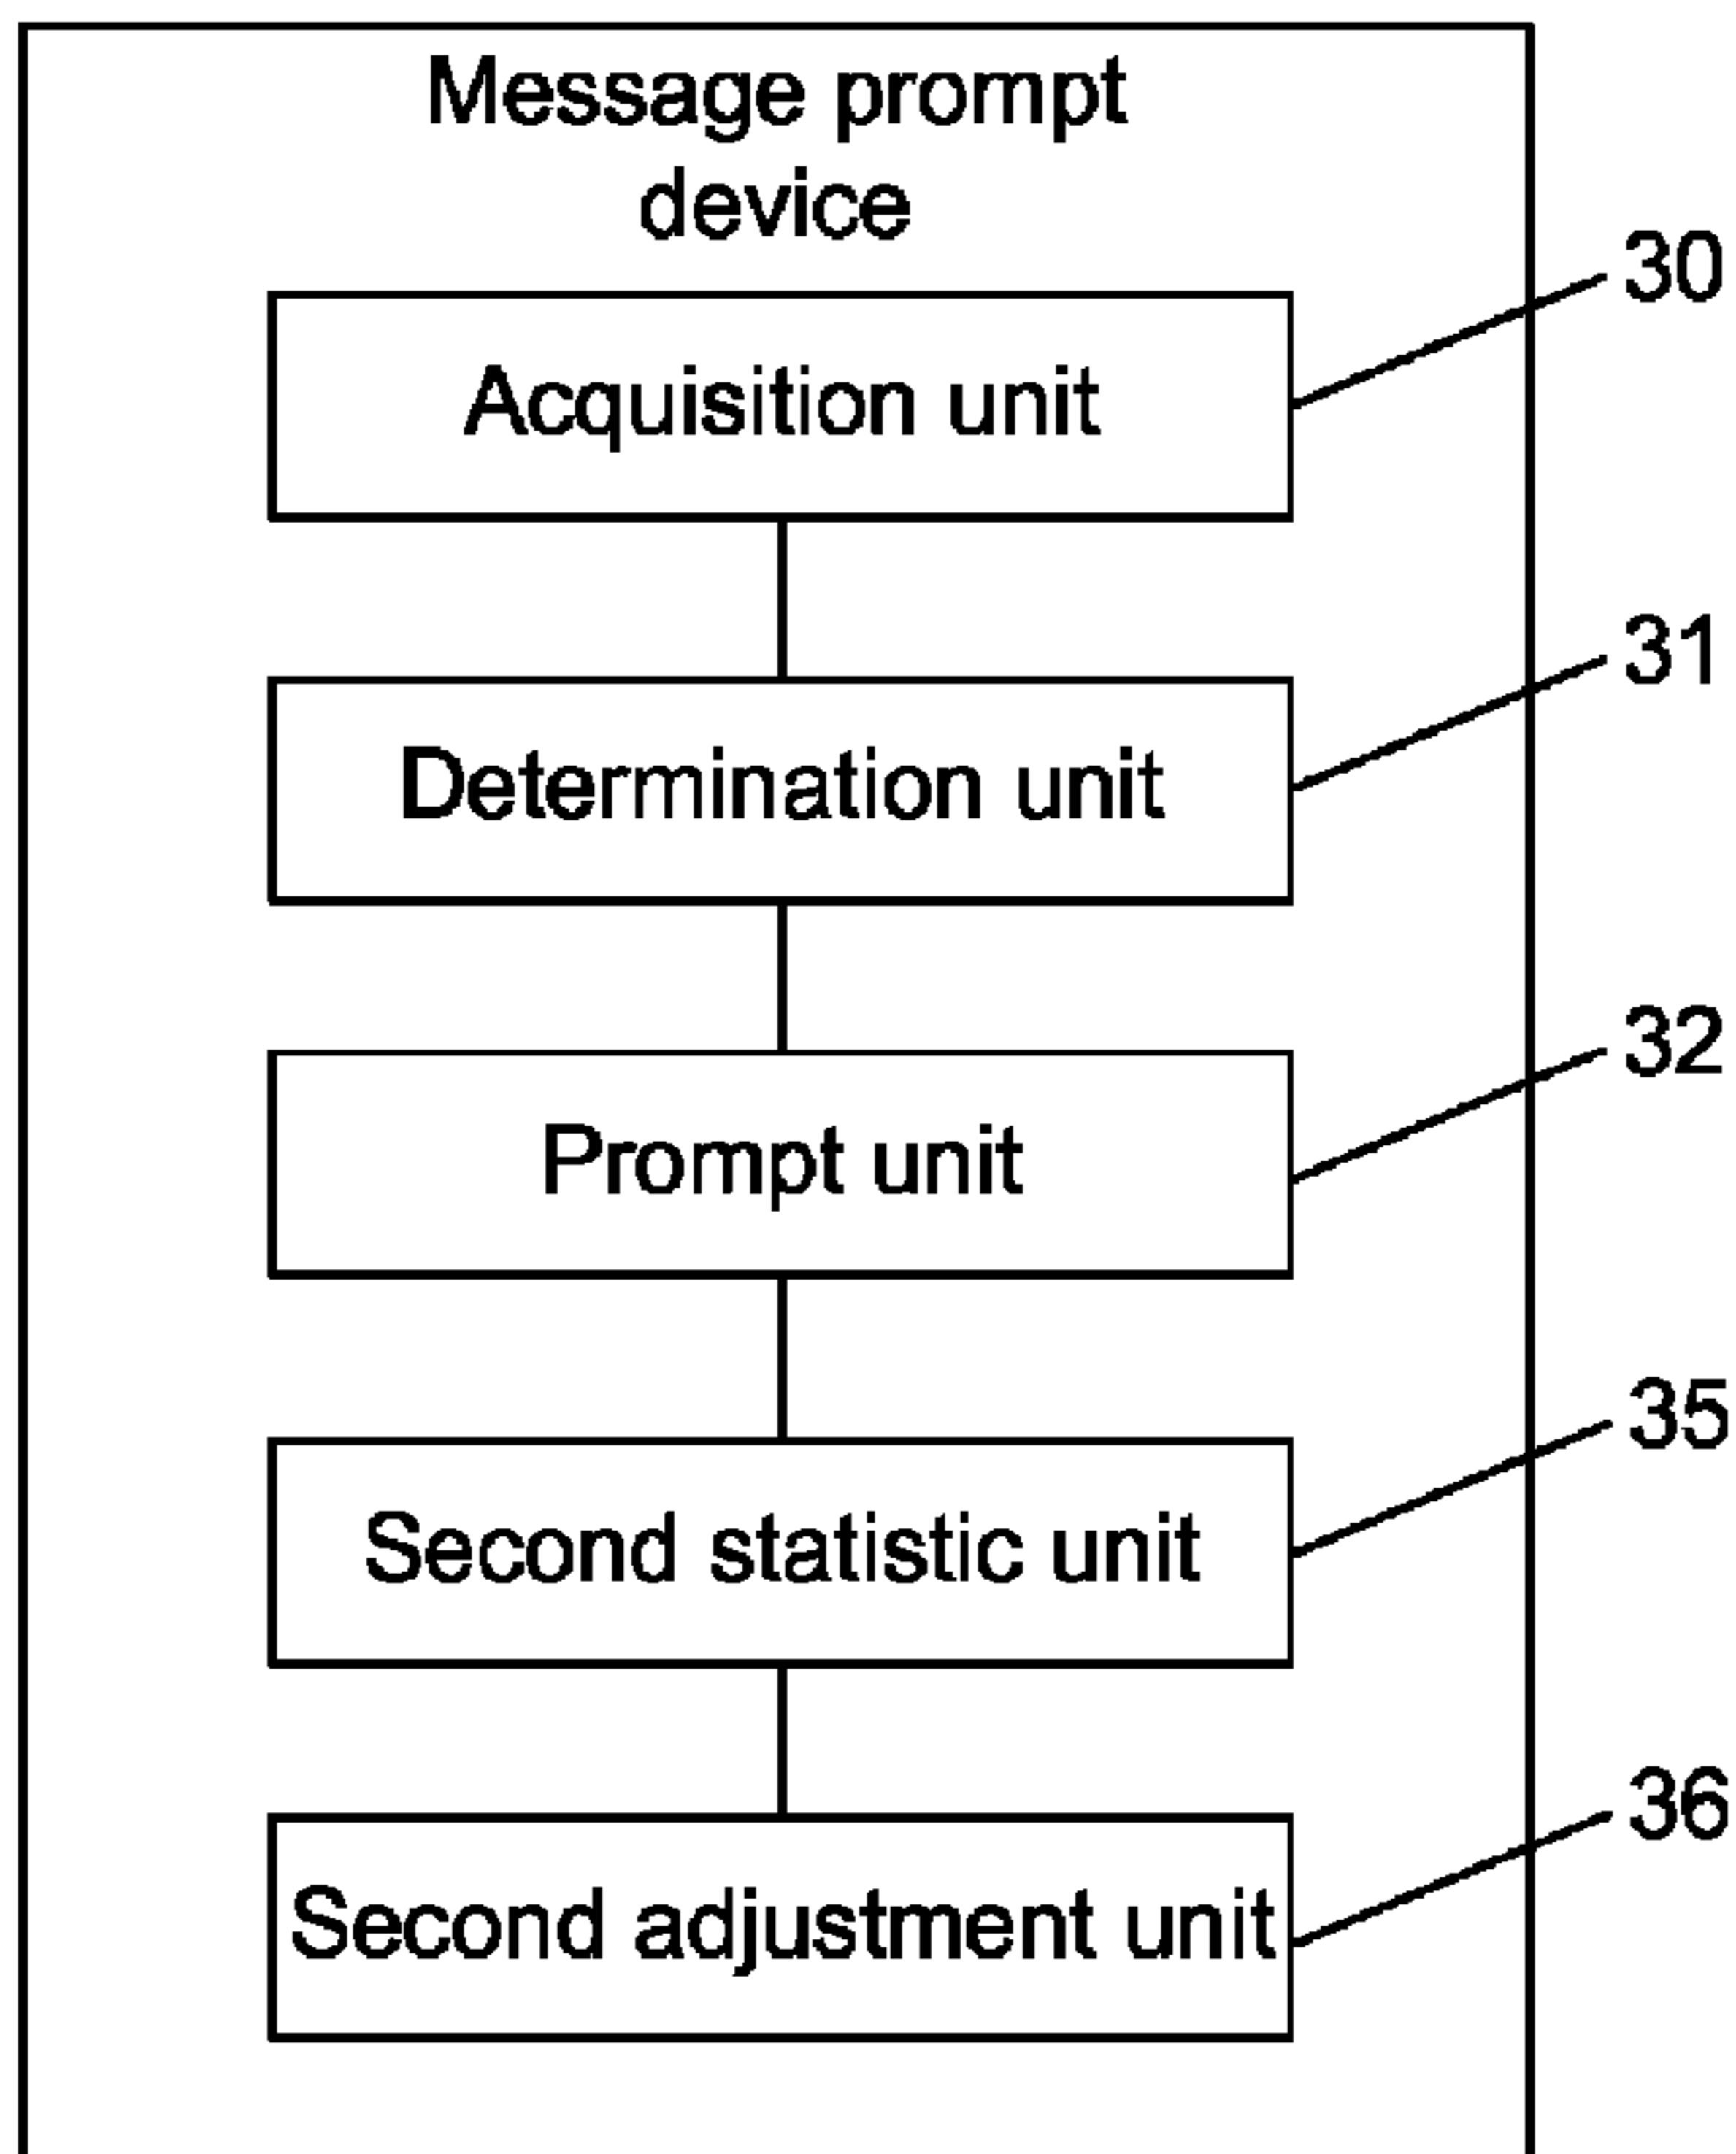 Message prompt
device
30
Acquisition unit
31
Determination unit
32
Prompt unit
35
Second statistic unit
36
Second adjustment unit